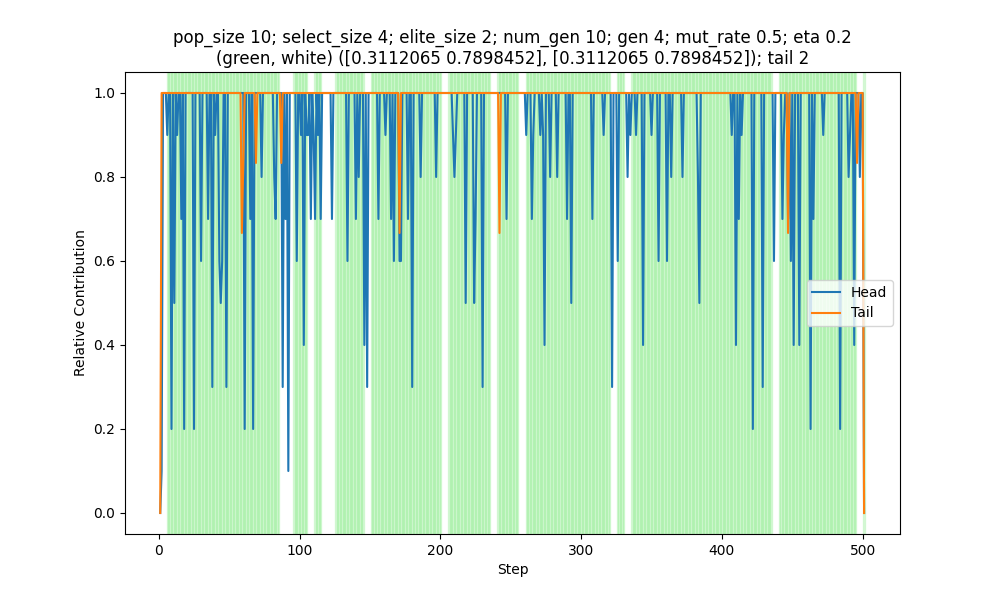 pop_size 10; select_size 4; elite_size 2; num_gen 10; gen 4; mut_rate 0.5; eta 0.2
(green, white) ([0.3112065 0.7898452], [0.3112065 0.7898452]); tail 2
1.0
0.8
0.6
0.4
0.2
0.0
Relative Contribution
Head
Tail
0
100
200
300
400
500
Step